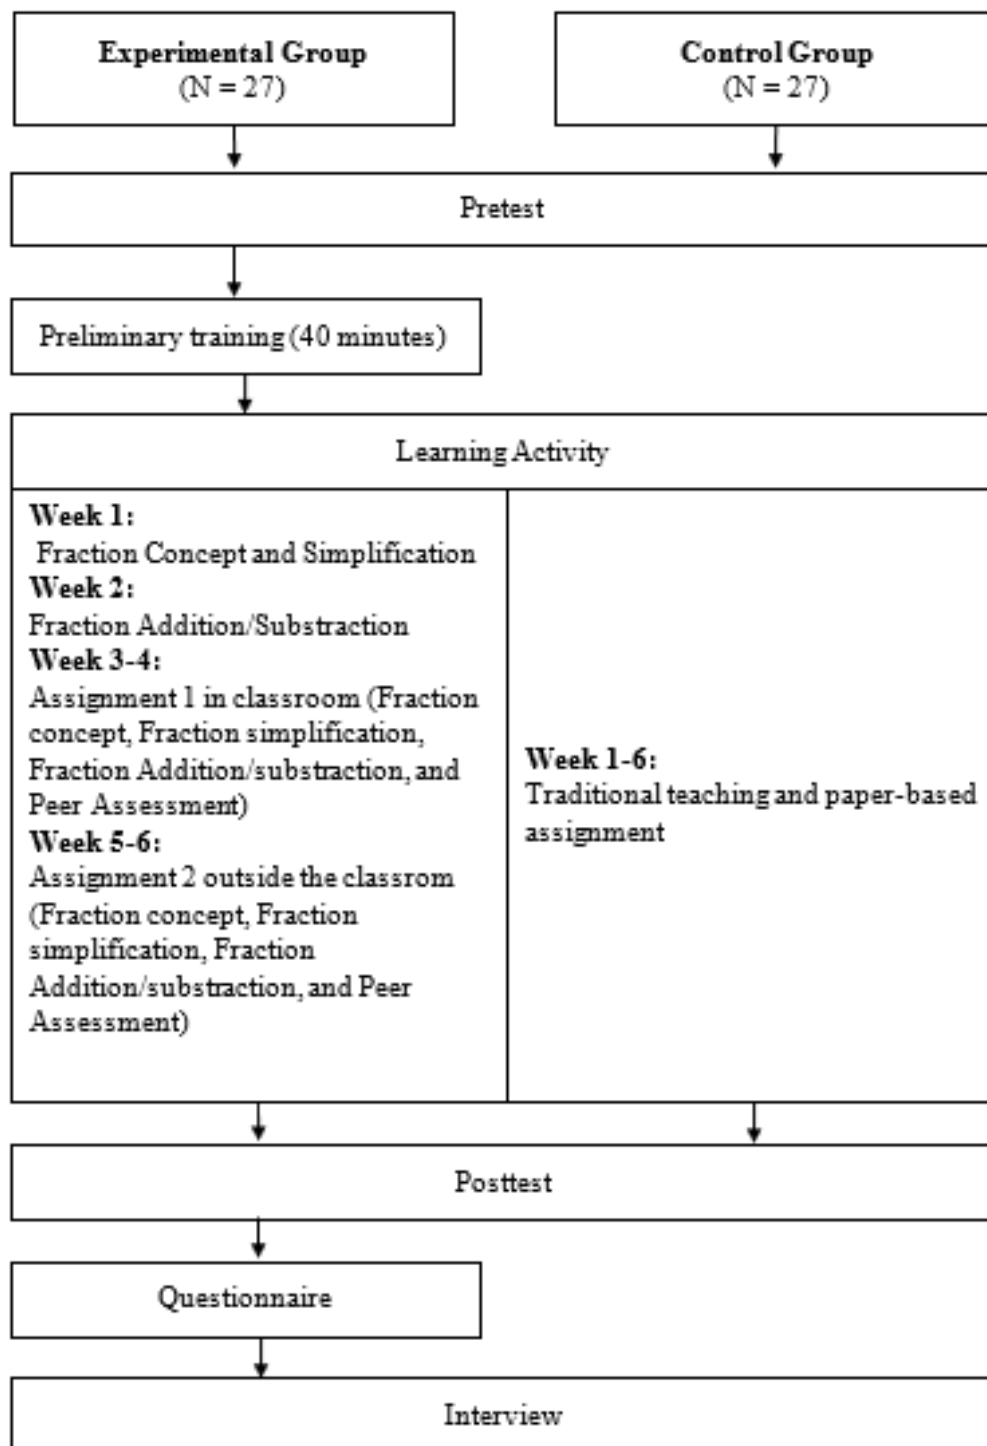 Experimental Group
(N = 27)
Control Group
(N = 27)
Pretest
Preliminary training (40 minutes)
Learning Activity
Week 1:
Fraction Concept and Simplification
Week 2:
Fraction Addition/Substraction
Week 3-4:
Assignment 1 in classroom (Fraction
concept, Fraction simplification,
Fraction Addition/substraction, and
Peer Assessment)
Week 5-6:
Assignment 2 outside the classrom
(Fraction concept, Fraction
simplification, Fraction
Addition/substraction, and Peer
Assessment)
Week 1-6:
Traditional teaching and paper-based
assignment
Posttest
Questionnaire
Interview